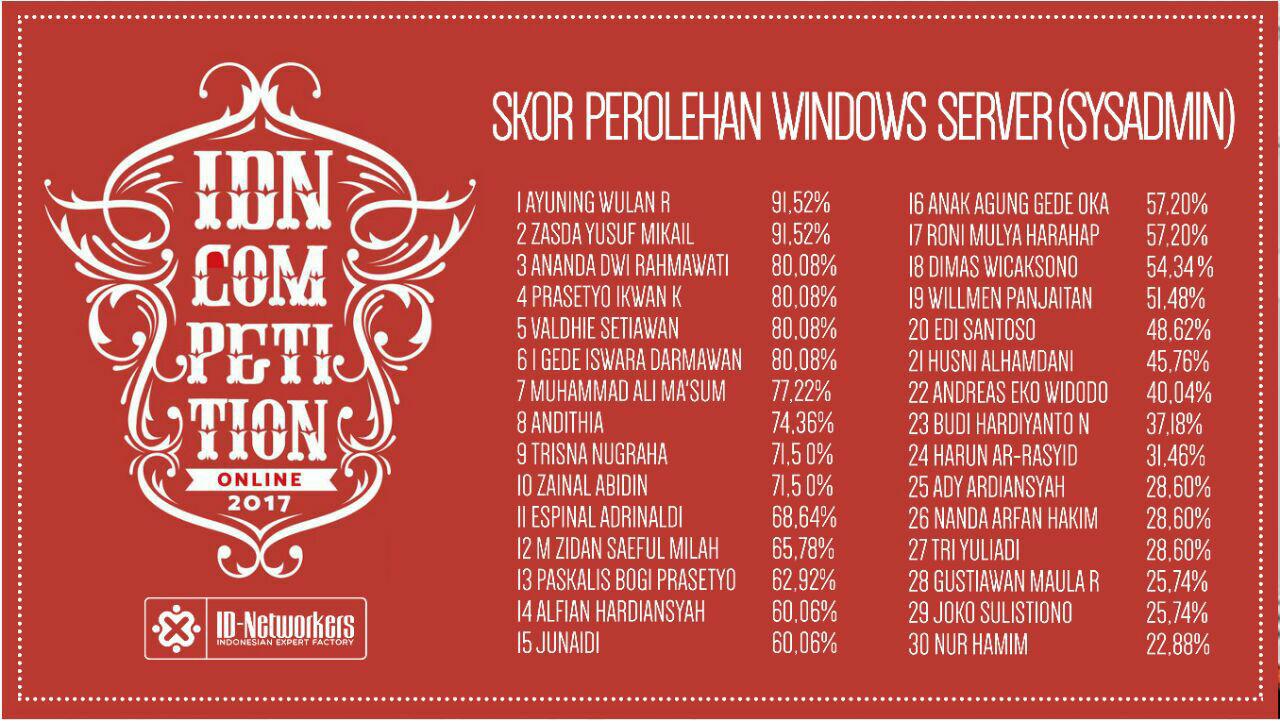 IDN
COM
PETI
TION
ONLINE
2017
ID-Networkers
INDONESIAN EXPERT FACTORY
SKOR PEROLEHAN WINDOWS SERVER (SYSADMIN)
1 AYUNING WULAN R 91,52%
2 ZASDA YUSUF MIKAIL 91,52%
3 ANANDA DWI RAHMAWATI 80,08%
4 PRASETYO IKWAN K 80,08%
5 VALDHIE SETIAWAN 80,08%
6 I GEDE ISWARA DARMAWAN 80,08%
7 MUHAMMAD ALI MA'SUM 77,22%
8 ANDITHIA 74,36%
9 TRISNA NUGRAHA 71,5 0%
10 ZAINAL ABIDIN 71,5 0%
11 ESPINAL ADRINALDI 68,64%
12 M ZIDAN SAEFUL MILAH 65,78%
13 PASKALIS BOGI PRASETYO 62,92%
14 ALFIAN HARDIANSYAH 60,06%
15 JUNAIDI 60,06%
16 ANAK AGUNG GEDE OKA 57,20%
17 RONI MULYA HARAHAP 57,20%
18 DIMAS WICAKSONO 54,34%
19 WILLMEN PANJAITAN 51,48%
20 EDI SANTOSO 48,62%
21 HUSNI ALHAMDANI 45,76%
22 ANDREAS EKO WIDODO 40,04%
23 BUDI HARDIYANTO N 37,18%
24 HARUN AR-RASYID 31,46%
25 ADY ARDIANSYAH 28,60%
26 NANDA ARFAN HAKIM 28,60%
27 TRI YULIADI 28,60%
28 GUSTIAWAN MAULA R 25,74%
29 JOKO SULISTIONO 25,74%
30 NUR HAMIM 22,88%